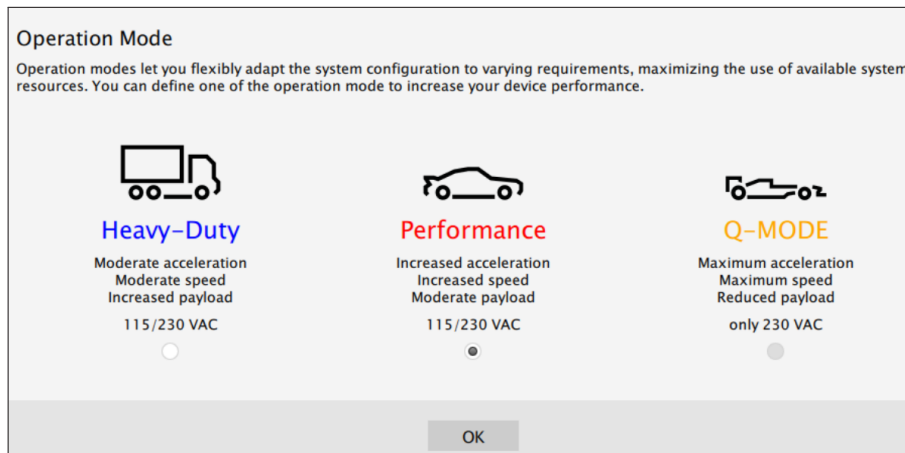 Operation Mode
Operation modes let you flexibly adapt the system configuration to varying requirements, maximizing the use of available system
resources. You can define one of the operation mode to increase your device performance.
Heavy-Duty
Moderate acceleration
Moderate speed
Increased payload
115/230 VAC
Performance
Increased acceleration
Increased speed
Moderate payload
115/230 VAC
Q-MODE
Maximum acceleration
Maximum speed
Reduced payload
only 230 VAC
OK